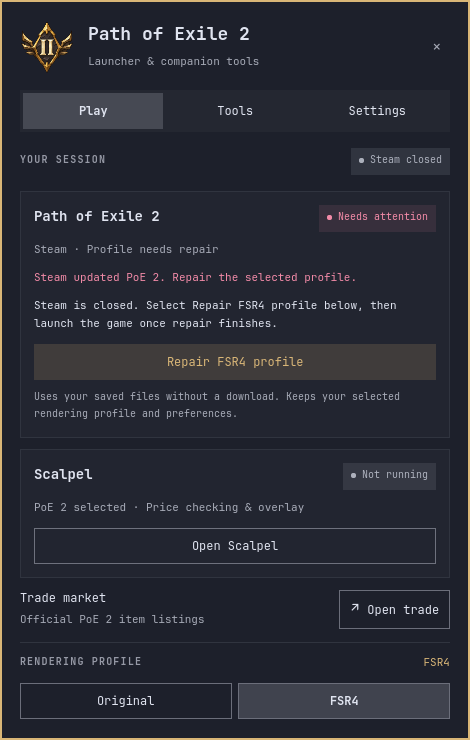 II
Path of Exile 2
Launcher & companion tools
×
Play
Tools
Settings
YOUR SESSION
Steam closed
Path of Exile 2
Needs attention
Steam · Profile needs repair
Steam updated PoE 2. Repair the selected profile.
Steam is closed. Select Repair FSR4 profile below, then
launch the game once repair finishes.
Repair FSR4 profile
Uses your saved files without a download. Keeps your selected
rendering profile and preferences.
Scalpel
Not running
PoE 2 selected · Price checking & overlay
Open Scalpel
Trade market
Official PoE 2 item listings
Open trade
RENDERING PROFILE
FSR4
Original
FSR4